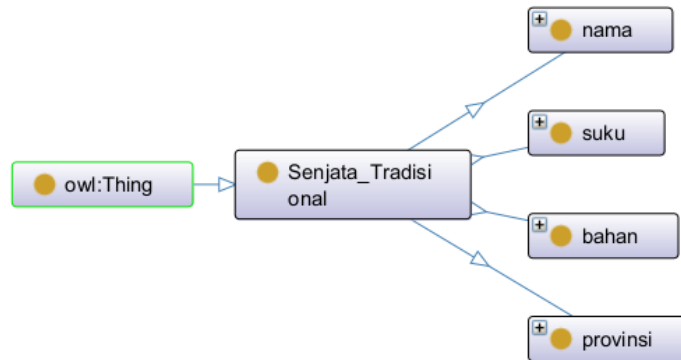 nama
suku
owl:Thing
Senjata_Tradisi
onal
bahan
provinsi